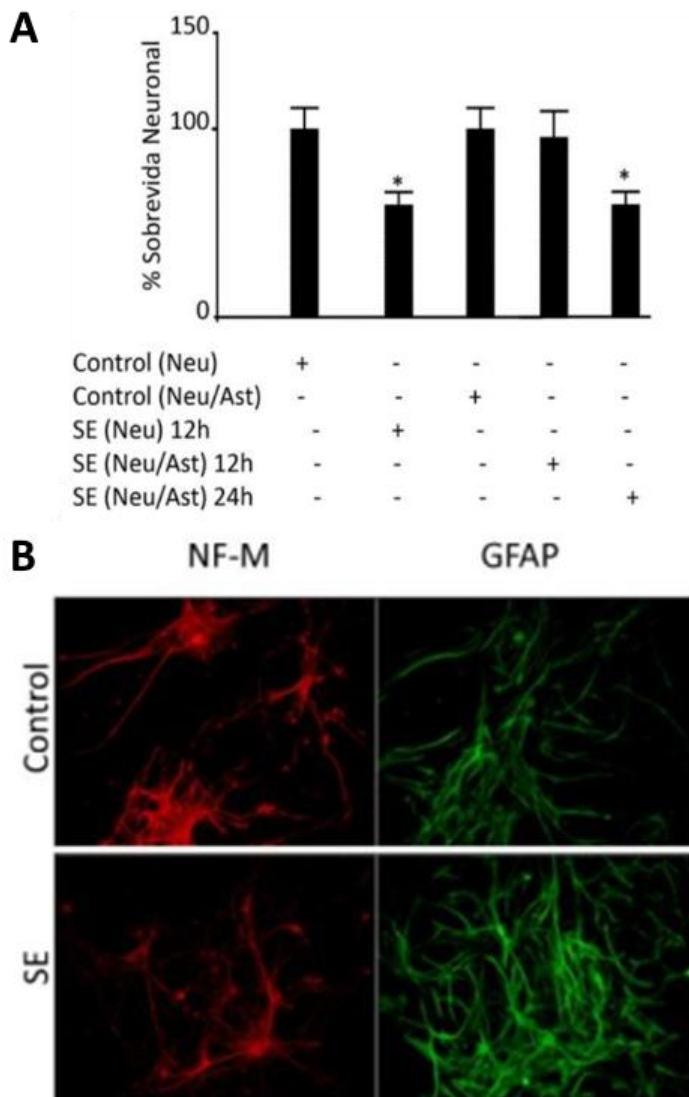 A
150
100
0
% Sobrevida Neuronal
*
*
Control (Neu) + - - - -
Control (Neu/Ast) - - + - -
SE (Neu) 12h - + - - -
SE (Neu/Ast) 12h - - - + -
SE (Neu/Ast) 24h - - - - +
B
NF-M GFAP
Control
SE